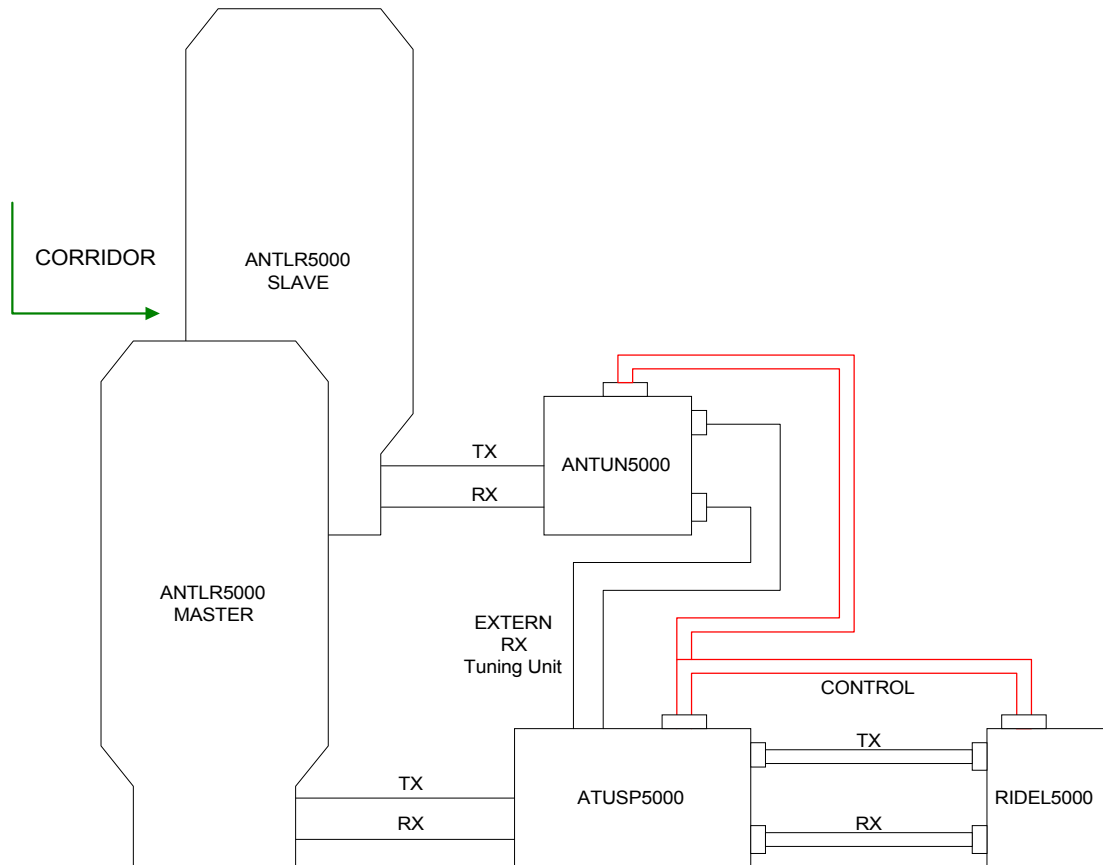 ANTLR5000
SLAVE
CORRIDOR
TX
ANTUN5000
RX
ANTLR5000
MASTER
EXTERN
RX
Tuning Unit
CONTROL
TX
TX
ATUSP5000
RIDEL5000
RX
RX